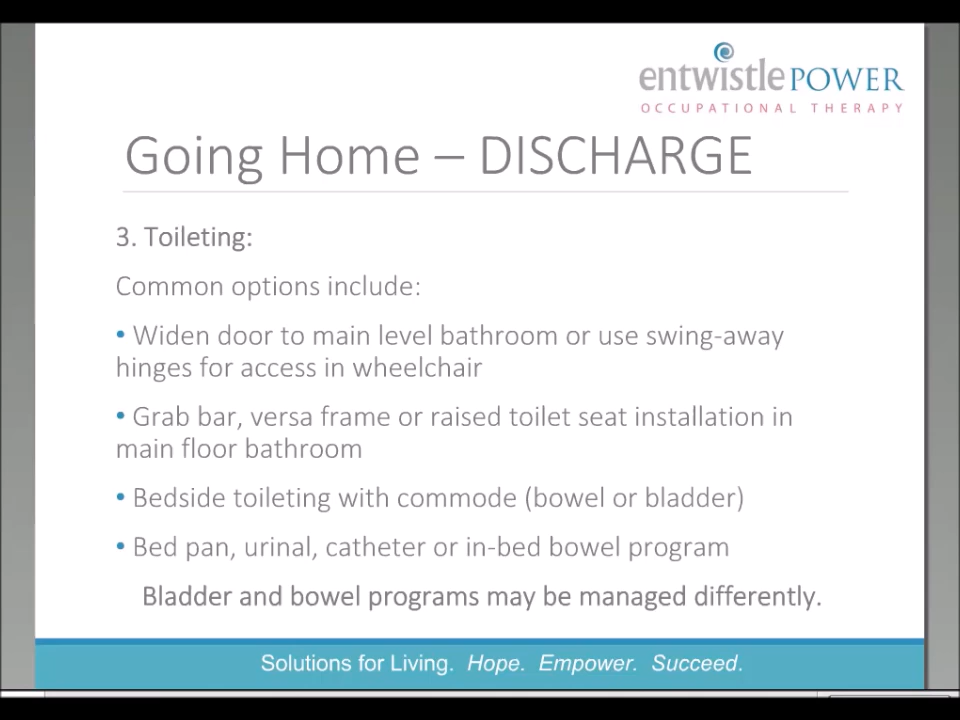 entwistle POWER
OCCUPATIONAL THERAPY
Going Home – DISCHARGE
3. Toileting:
Common options include:
• Widen door to main level bathroom or use swing-away
hinges for access in wheelchair
• Grab bar, versa frame or raised toilet seat installation in
main floor bathroom
• Bedside toileting with commode (bowel or bladder)
• Bed pan, urinal, catheter or in-bed bowel program
Bladder and bowel programs may be managed differently.
Solutions for Living. Hope. Empower. Succeed.